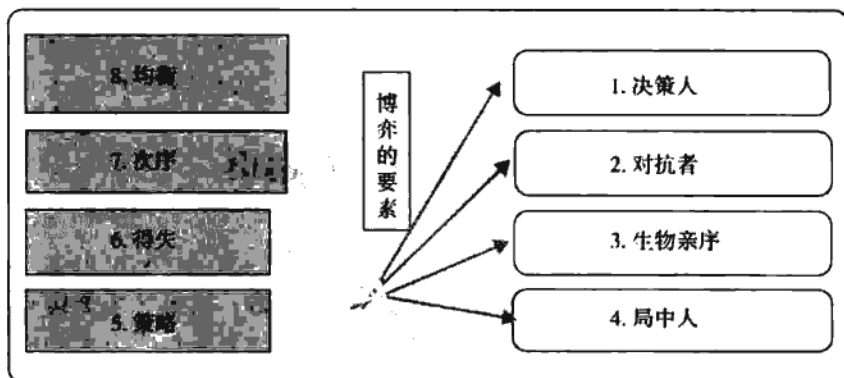 8. 均衡
7. 次序
6. 得失
5. 策略
博弈的要素
1. 决策人
2. 对抗者
3. 生物亲序
4. 局中人